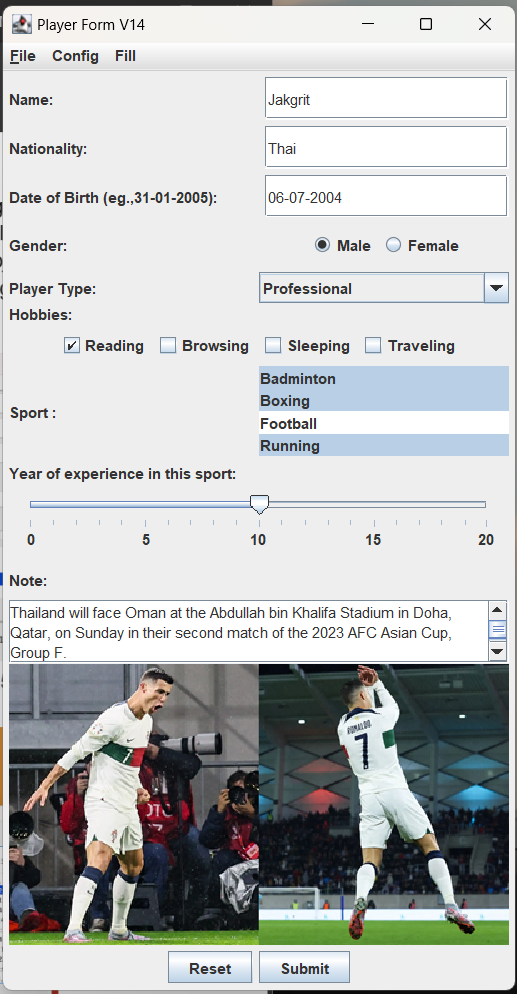 Player Form V14
File Config Fill
Name: Jakgrit
Nationality: Thai
Date of Birth (eg.,31-01-2005): 06-07-2004
Gender: Male Female
Player Type: Professional
Hobbies:
Reading Browsing Sleeping Traveling
Sport :
Badminton
Boxing
Football
Running
Year of experience in this sport:
0 5 10 15 20
Note:
Thailand will face Oman at the Abdullah bin Khalifa Stadium in Doha,
Qatar, on Sunday in their second match of the 2023 AFC Asian Cup,
Group F.
RONALDO
7
Reset Submit